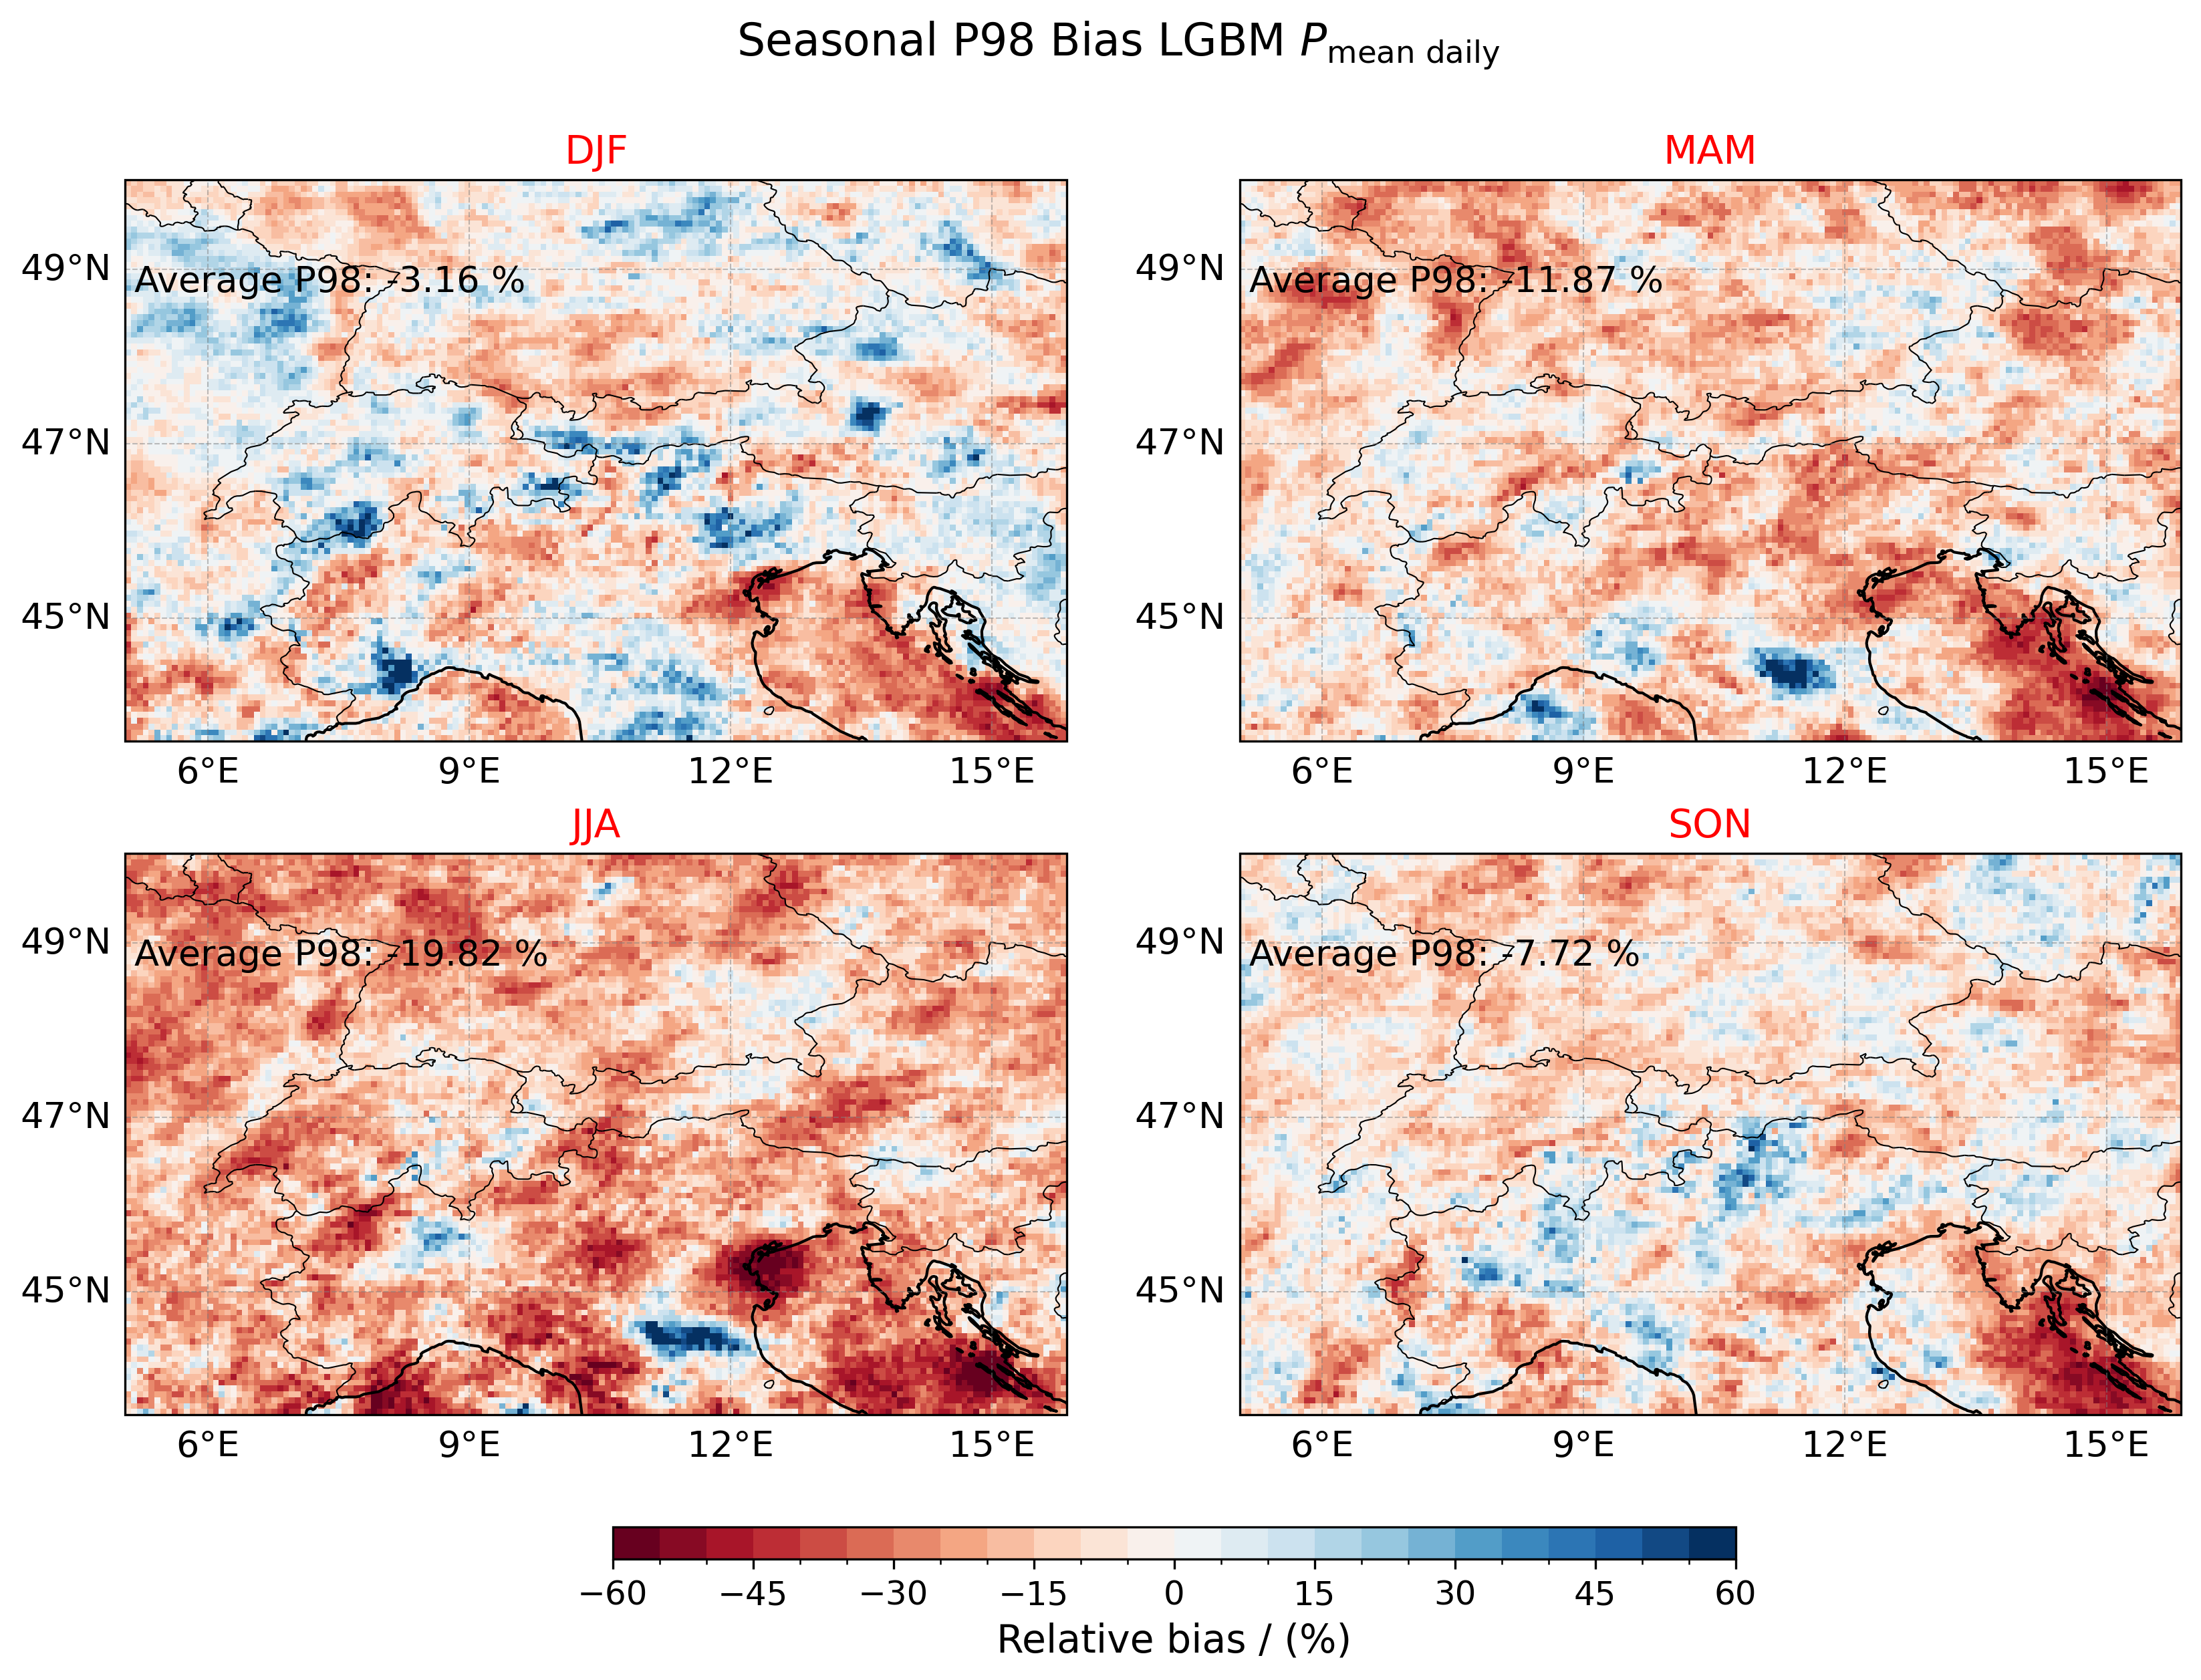 Seasonal P98 Bias LGBM P mean daily
DJF
MAM
49°N
Average P98: -3.16 %
49°N
Average P98: -11.87 %
47°N
47°N
45°N
45°N
6°E 9°E 12°E 15°E
6°E 9°E 12°E 15°E
JJA
SON
49°N
Average P98: -19.82 %
49°N
Average P98: -7.72 %
47°N
47°N
45°N
45°N
6°E 9°E 12°E 15°E
6°E 9°E 12°E 15°E
−60 −45 −30 −15 0 15 30 45 60
Relative bias / (%)